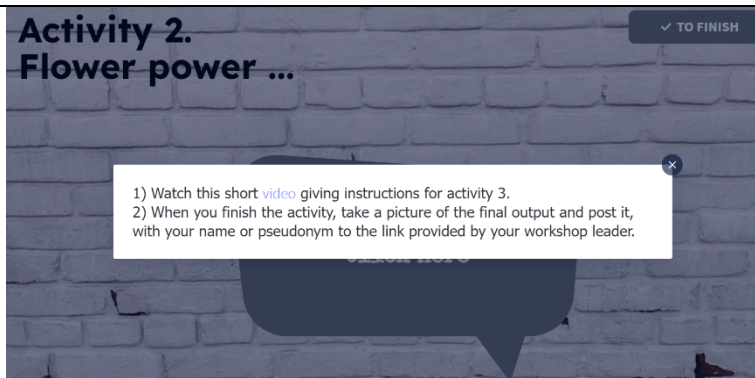 Activity 2.
Flower power ...
✓ TO FINISH
1) Watch this short video giving instructions for activity 3.
2) When you finish the activity, take a picture of the final output and post it,
with your name or pseudonym to the link provided by your workshop leader.